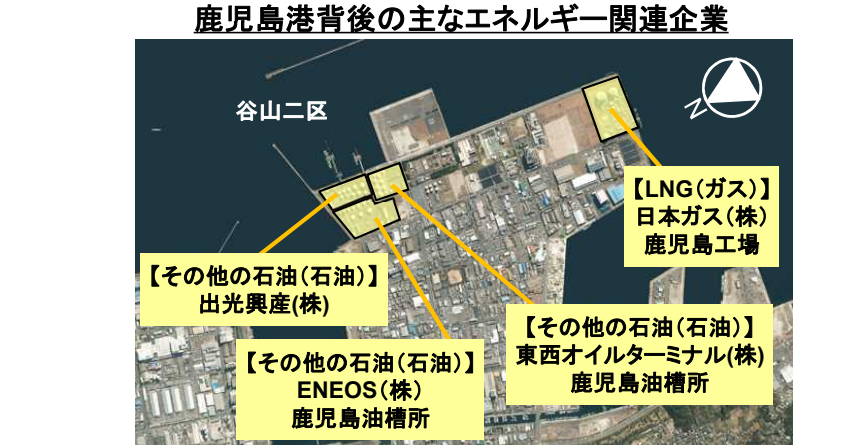 鹿児島港背後の主なエネルギー関連企業
谷山二区
N
【LNG(ガス)】
日本ガス(株)
鹿児島工場
【その他の石油(石油)】
出光興産(株)
【その他の石油(石油)】
東西オイルターミナル(株)
鹿児島油槽所
【その他の石油(石油)】
ENEOS(株)
鹿児島油槽所